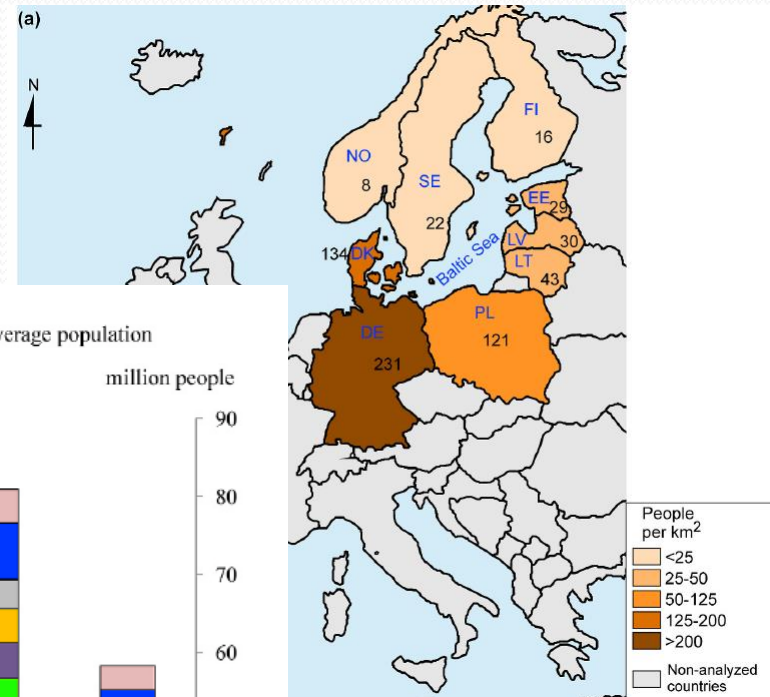 (a)
N
FI
16
NO
8
SE
22
EE
29
LV
30
LT
43
Baltic Sea
134
DK
PL
121
DE
231
verage population
million people
90
80
70
60
People
per km2
<25
25-50
50-125
125-200
>200
Non-analyzed
countries